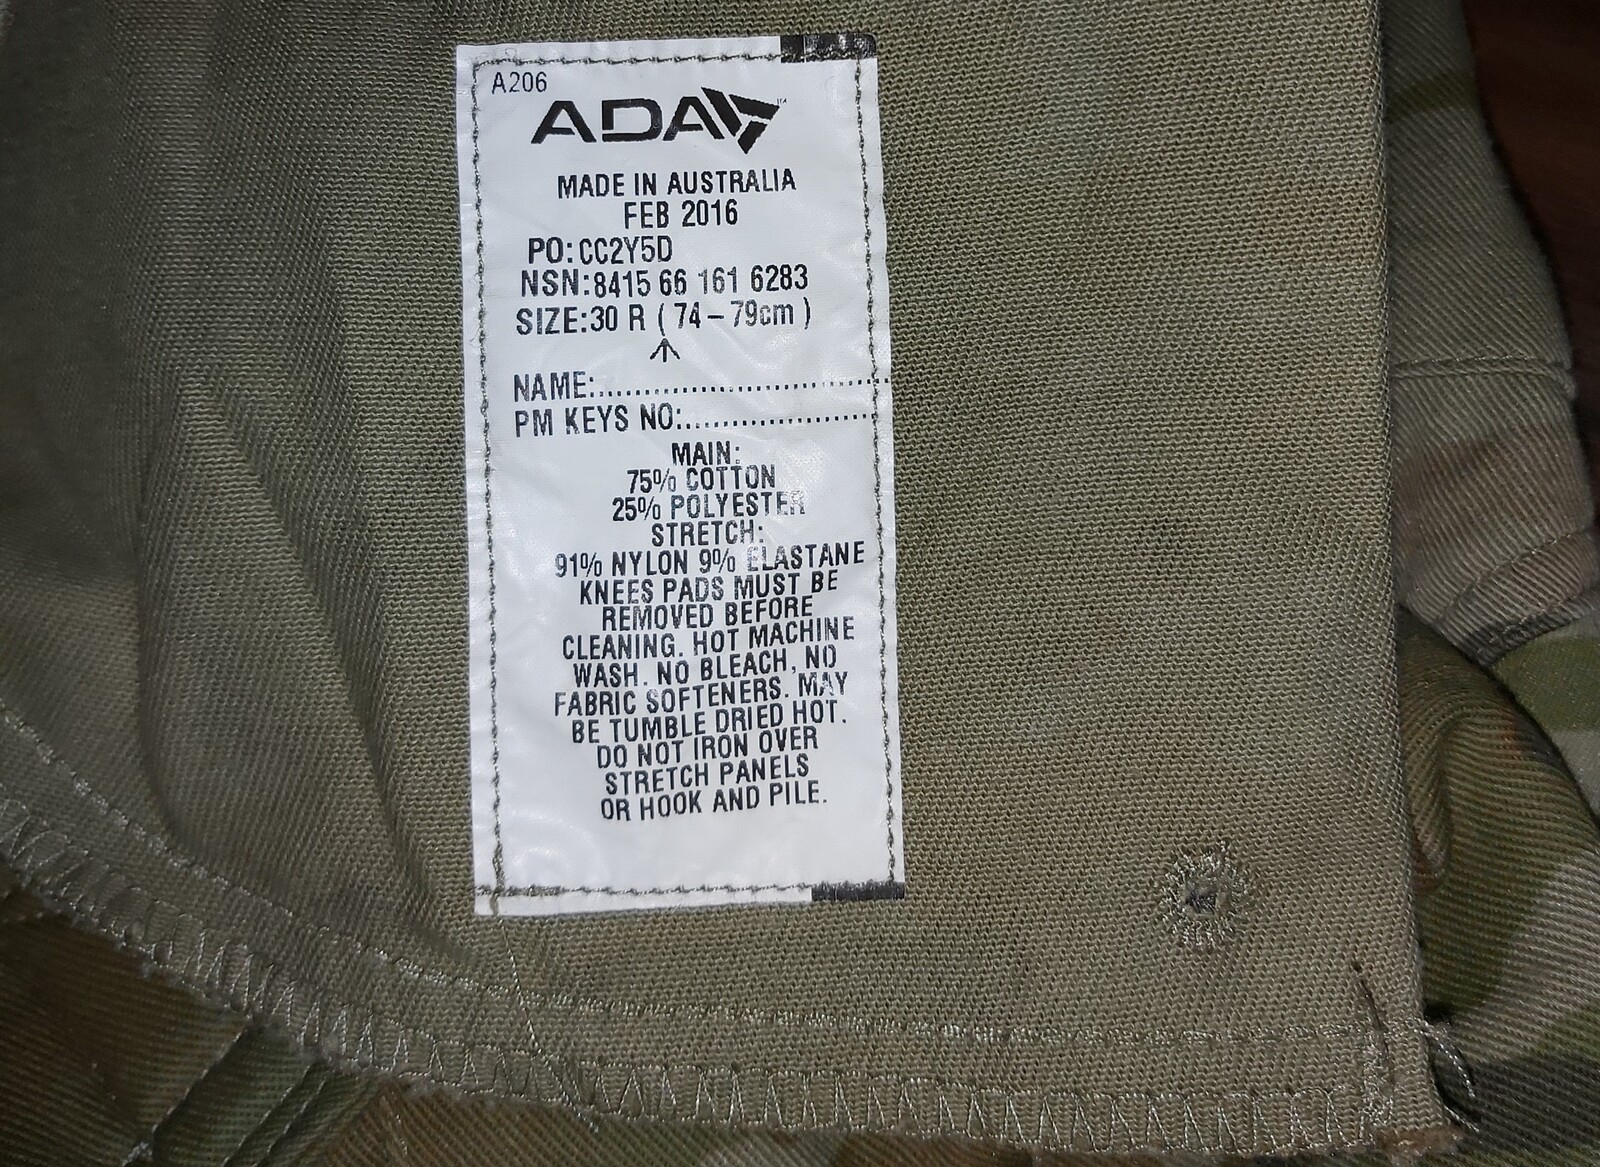 A206
ADA ™
MADE IN AUSTRALIA
FEB 2016
PO: CC2Y5D
NSN:8415 66 161 6283
SIZE:30 R ( 74 – 79cm )
NAME:..............................
PM KEYS NO:....................
MAIN:
75% COTTON
25% POLYESTER
STRETCH:
91% NYLON 9% ELASTANE
KNEES PADS MUST BE
REMOVED BEFORE
CLEANING. HOT MACHINE
WASH. NO BLEACH, NO
FABRIC SOFTENERS. MAY
BE TUMBLE DRIED HOT.
DO NOT IRON OVER
STRETCH PANELS
OR HOOK AND PILE.